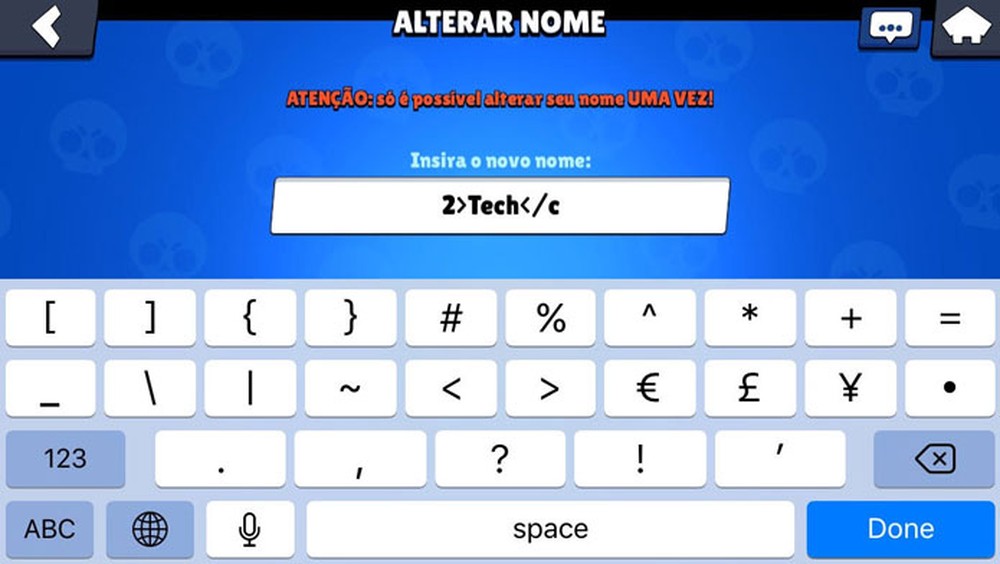 ALTERAR NOME
ATENÇÃO: só é possível alterar seu nome UMA VEZ!
Insira o novo nome:
2>Tech</c
[ ] { } # % ^ * + =
_ \ | ~ < > € £ ¥ •
123 . , ? ! ′
ABC space Done